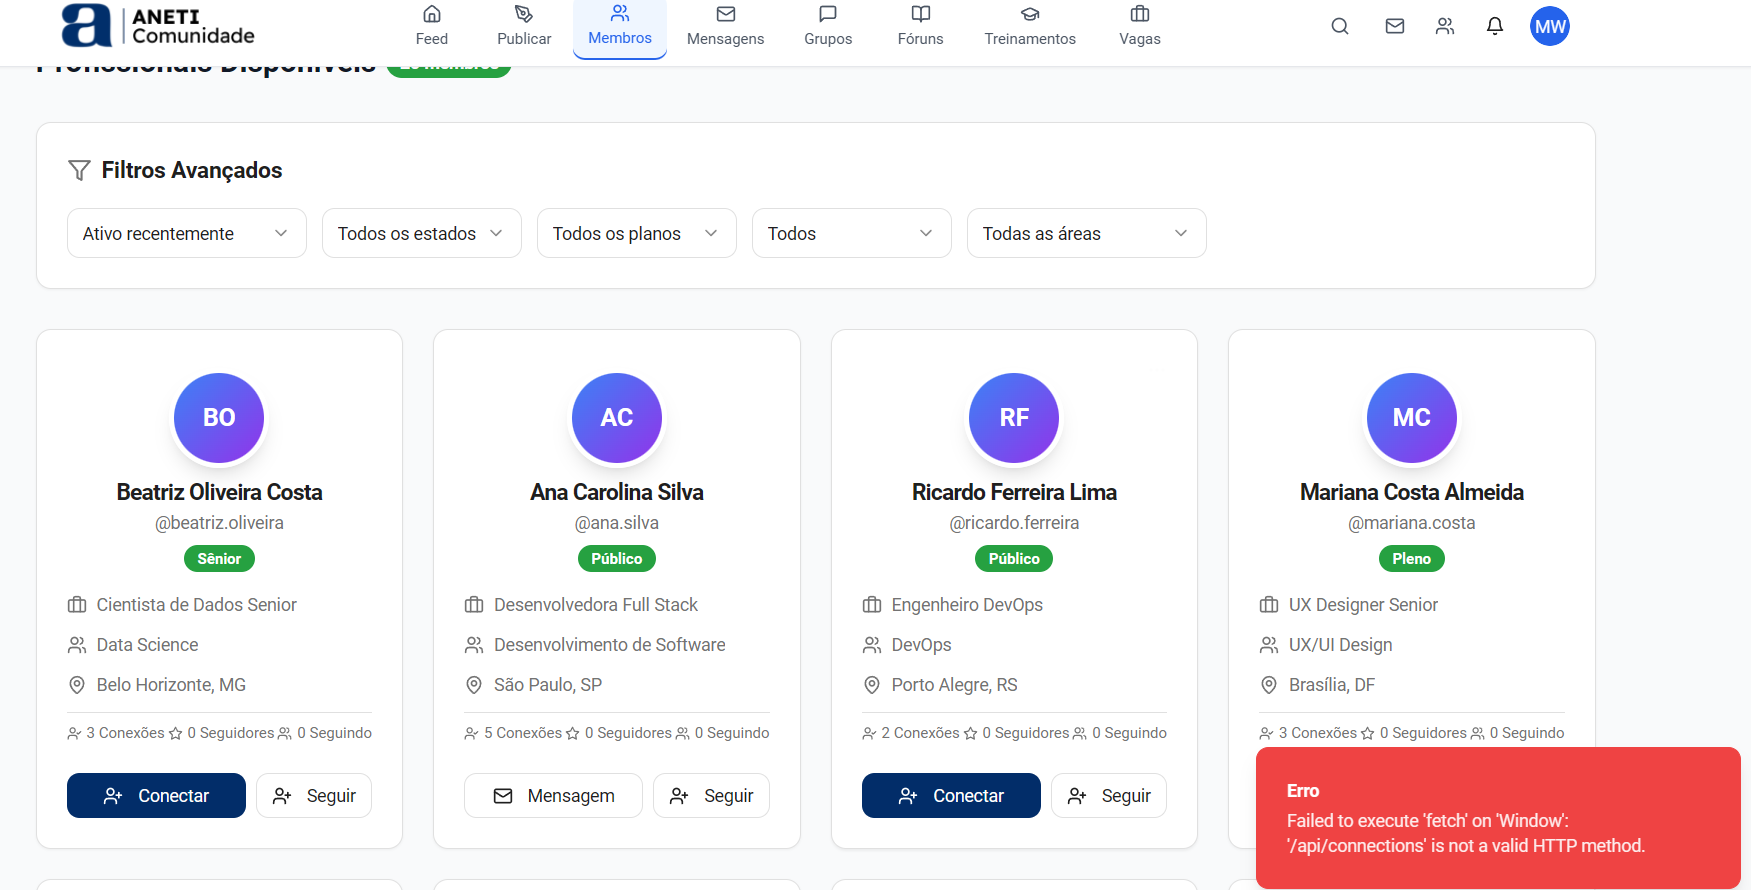 a ANETI
Comunidade
Feed
Publicar
Membros
Mensagens
Grupos
Fóruns
Treinamentos
Vagas
MW
Profissionais Disponíveis
Filtros Avançados
Ativo recentemente
Todos os estados
Todos os planos
Todos
Todas as áreas
BO
Beatriz Oliveira Costa
@beatriz.oliveira
Sênior
Cientista de Dados Senior
Data Science
Belo Horizonte, MG
3 Conexões 0 Seguidores 0 Seguindo
Conectar
Seguir
AC
Ana Carolina Silva
@ana.silva
Público
Desenvolvedora Full Stack
Desenvolvimento de Software
São Paulo, SP
5 Conexões 0 Seguidores 0 Seguindo
Mensagem
Seguir
RF
Ricardo Ferreira Lima
@ricardo.ferreira
Público
Engenheiro DevOps
DevOps
Porto Alegre, RS
2 Conexões 0 Seguidores 0 Seguindo
Conectar
Seguir
MC
Mariana Costa Almeida
@mariana.costa
Pleno
UX Designer Senior
UX/UI Design
Brasília, DF
3 Conexões 0 Seguidores 0 Seguindo
Erro
Failed to execute 'fetch' on 'Window':
'/api/connections' is not a valid HTTP method.